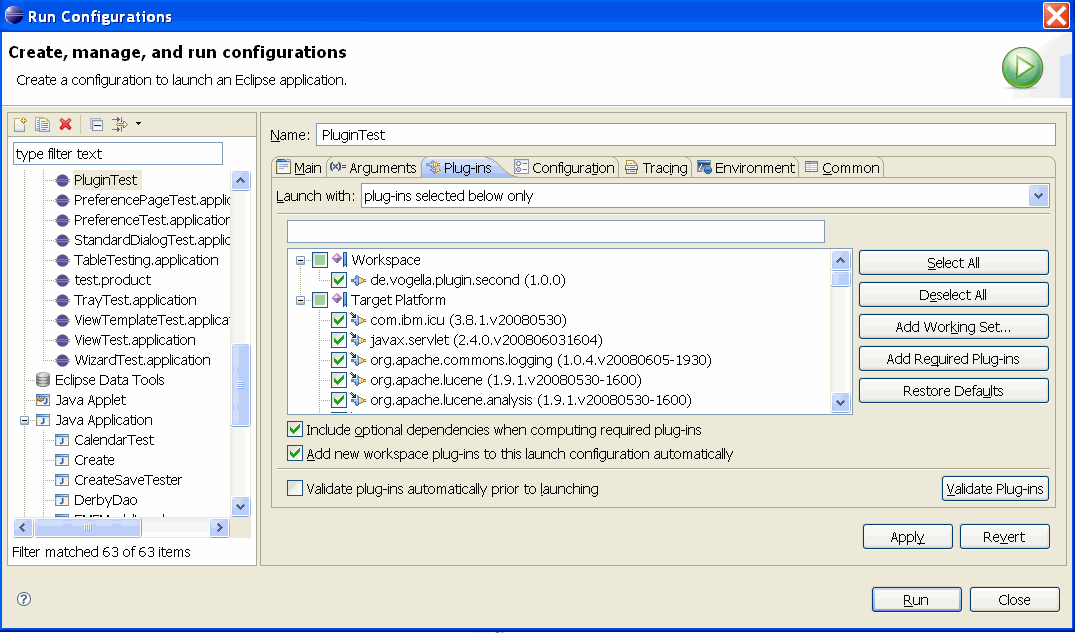 Run Configurations
Create, manage, and run configurations
Create a configuration to launch an Eclipse application.
type filter text
PluginTest
PreferencePageTest.applic
PreferenceTest.application
StandardDialogTest.applic
TableTesting.application
test.product
TrayTest.application
ViewTemplateTest.applica
ViewTest.application
WizardTest.application
Eclipse Data Tools
Java Applet
Java Application
CalendarTest
Create
CreateSaveTester
DerbyDao
Filter matched 63 of 63 items
Name: PluginTest
Main (x)= Arguments Plug-ins Configuration Tracing Environment Common
Launch with: plug-ins selected below only
Workspace
de.vogella.plugin.second (1.0.0)
Target Platform
com.ibm.icu (3.8.1.v20080530)
javax.servlet (2.4.0.v200806031604)
org.apache.commons.logging (1.0.4.v20080605-1930)
org.apache.lucene (1.9.1.v20080530-1600)
org.apache.lucene.analysis (1.9.1.v20080530-1600)
Select All
Deselect All
Add Working Set...
Add Required Plug-ins
Restore Defaults
Include optional dependencies when computing required plug-ins
Add new workspace plug-ins to this launch configuration automatically
Validate plug-ins automatically prior to launching
Validate Plug-ins
Apply Revert
? Run Close